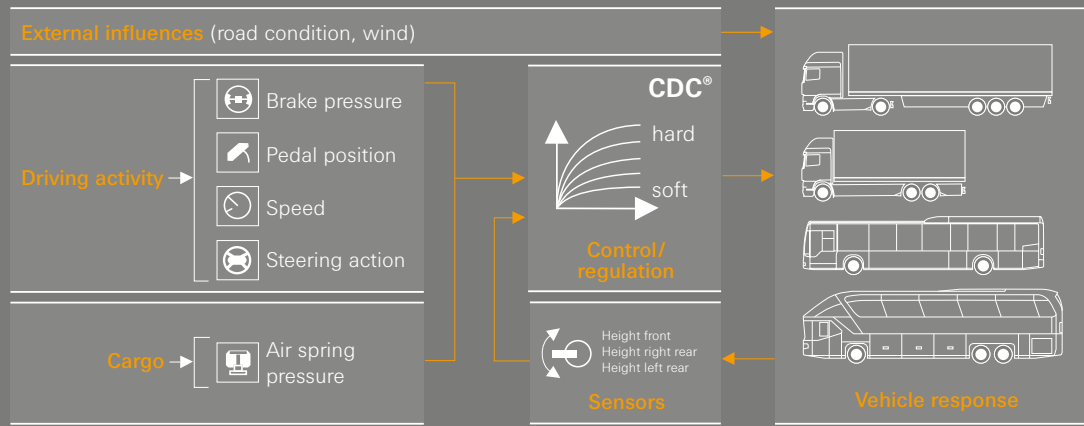 External influences (road condition, wind)
Driving activity
Brake pressure
Pedal position
Speed
Steering action
Cargo
Air spring
pressure
CDC®
hard
soft
Control/
regulation
Height front
Height right rear
Height left rear
Sensors
Vehicle response